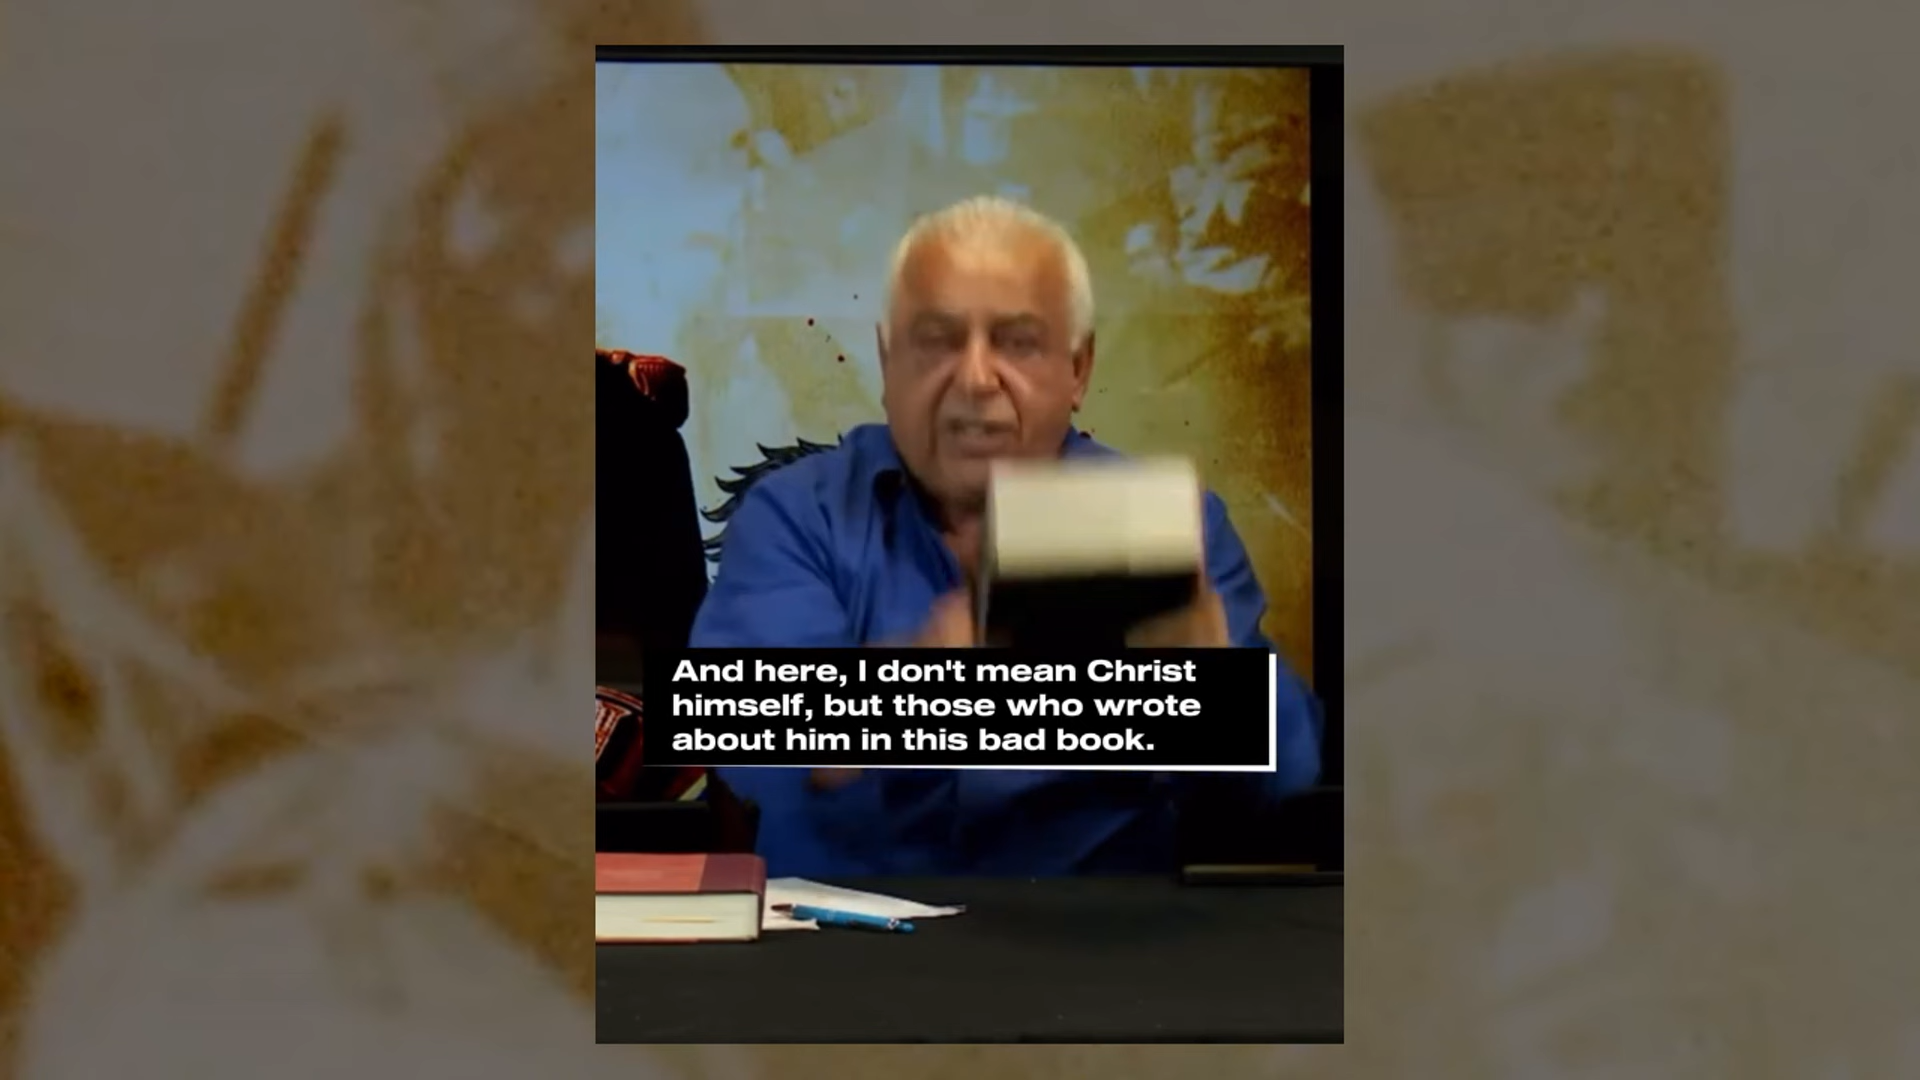 And here, I don't mean Christ
himself, but those who wrote
about him in this bad book.